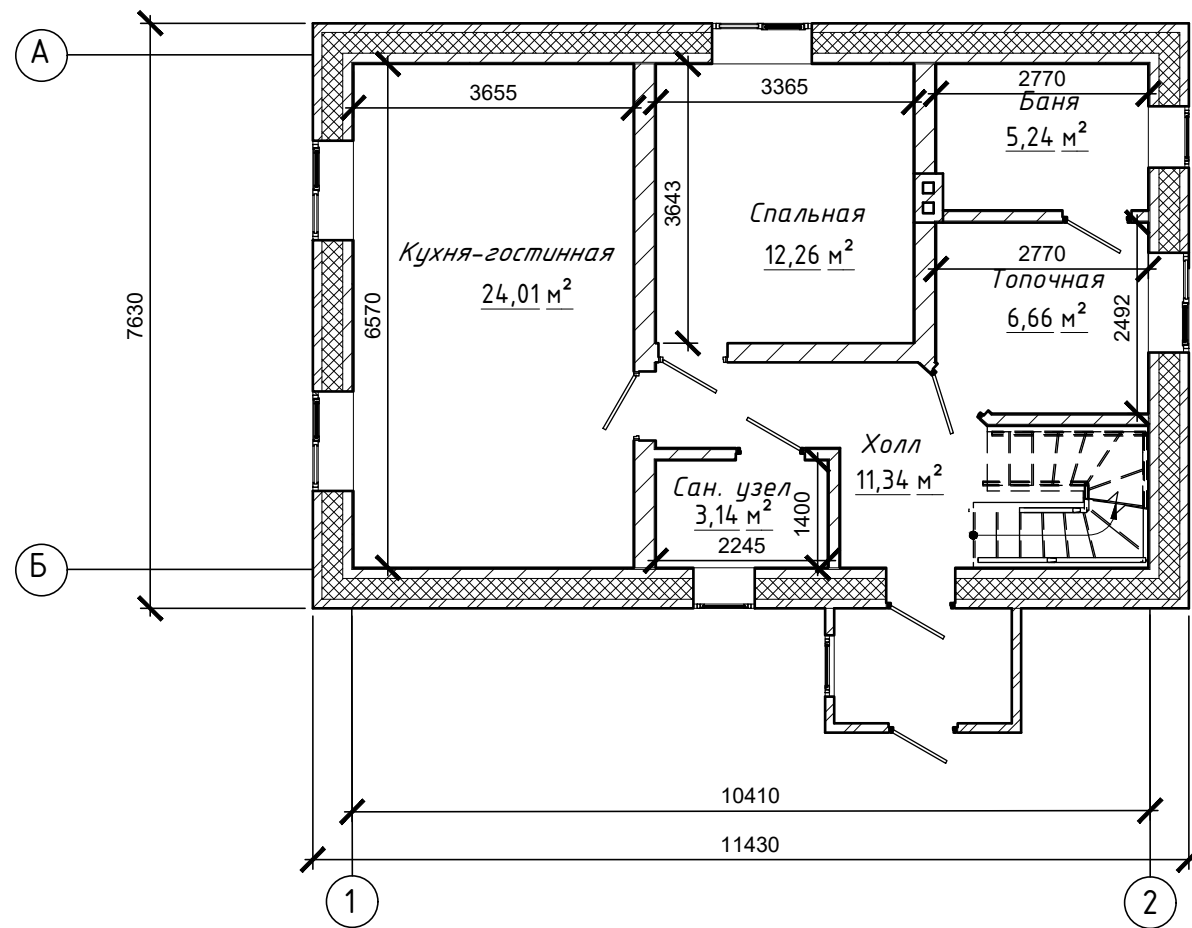 А
3655
3365
2770
Баня
5,24 м²
3643
Спальная
12,26 м²
Кухня-гостинная
24,01 м²
2770
Топочная
6,66 м²
2492
7630
6570
Холл
11,34 м²
Сан. узел
3,14 м²
1400
2245
Б
10410
11430
1
2